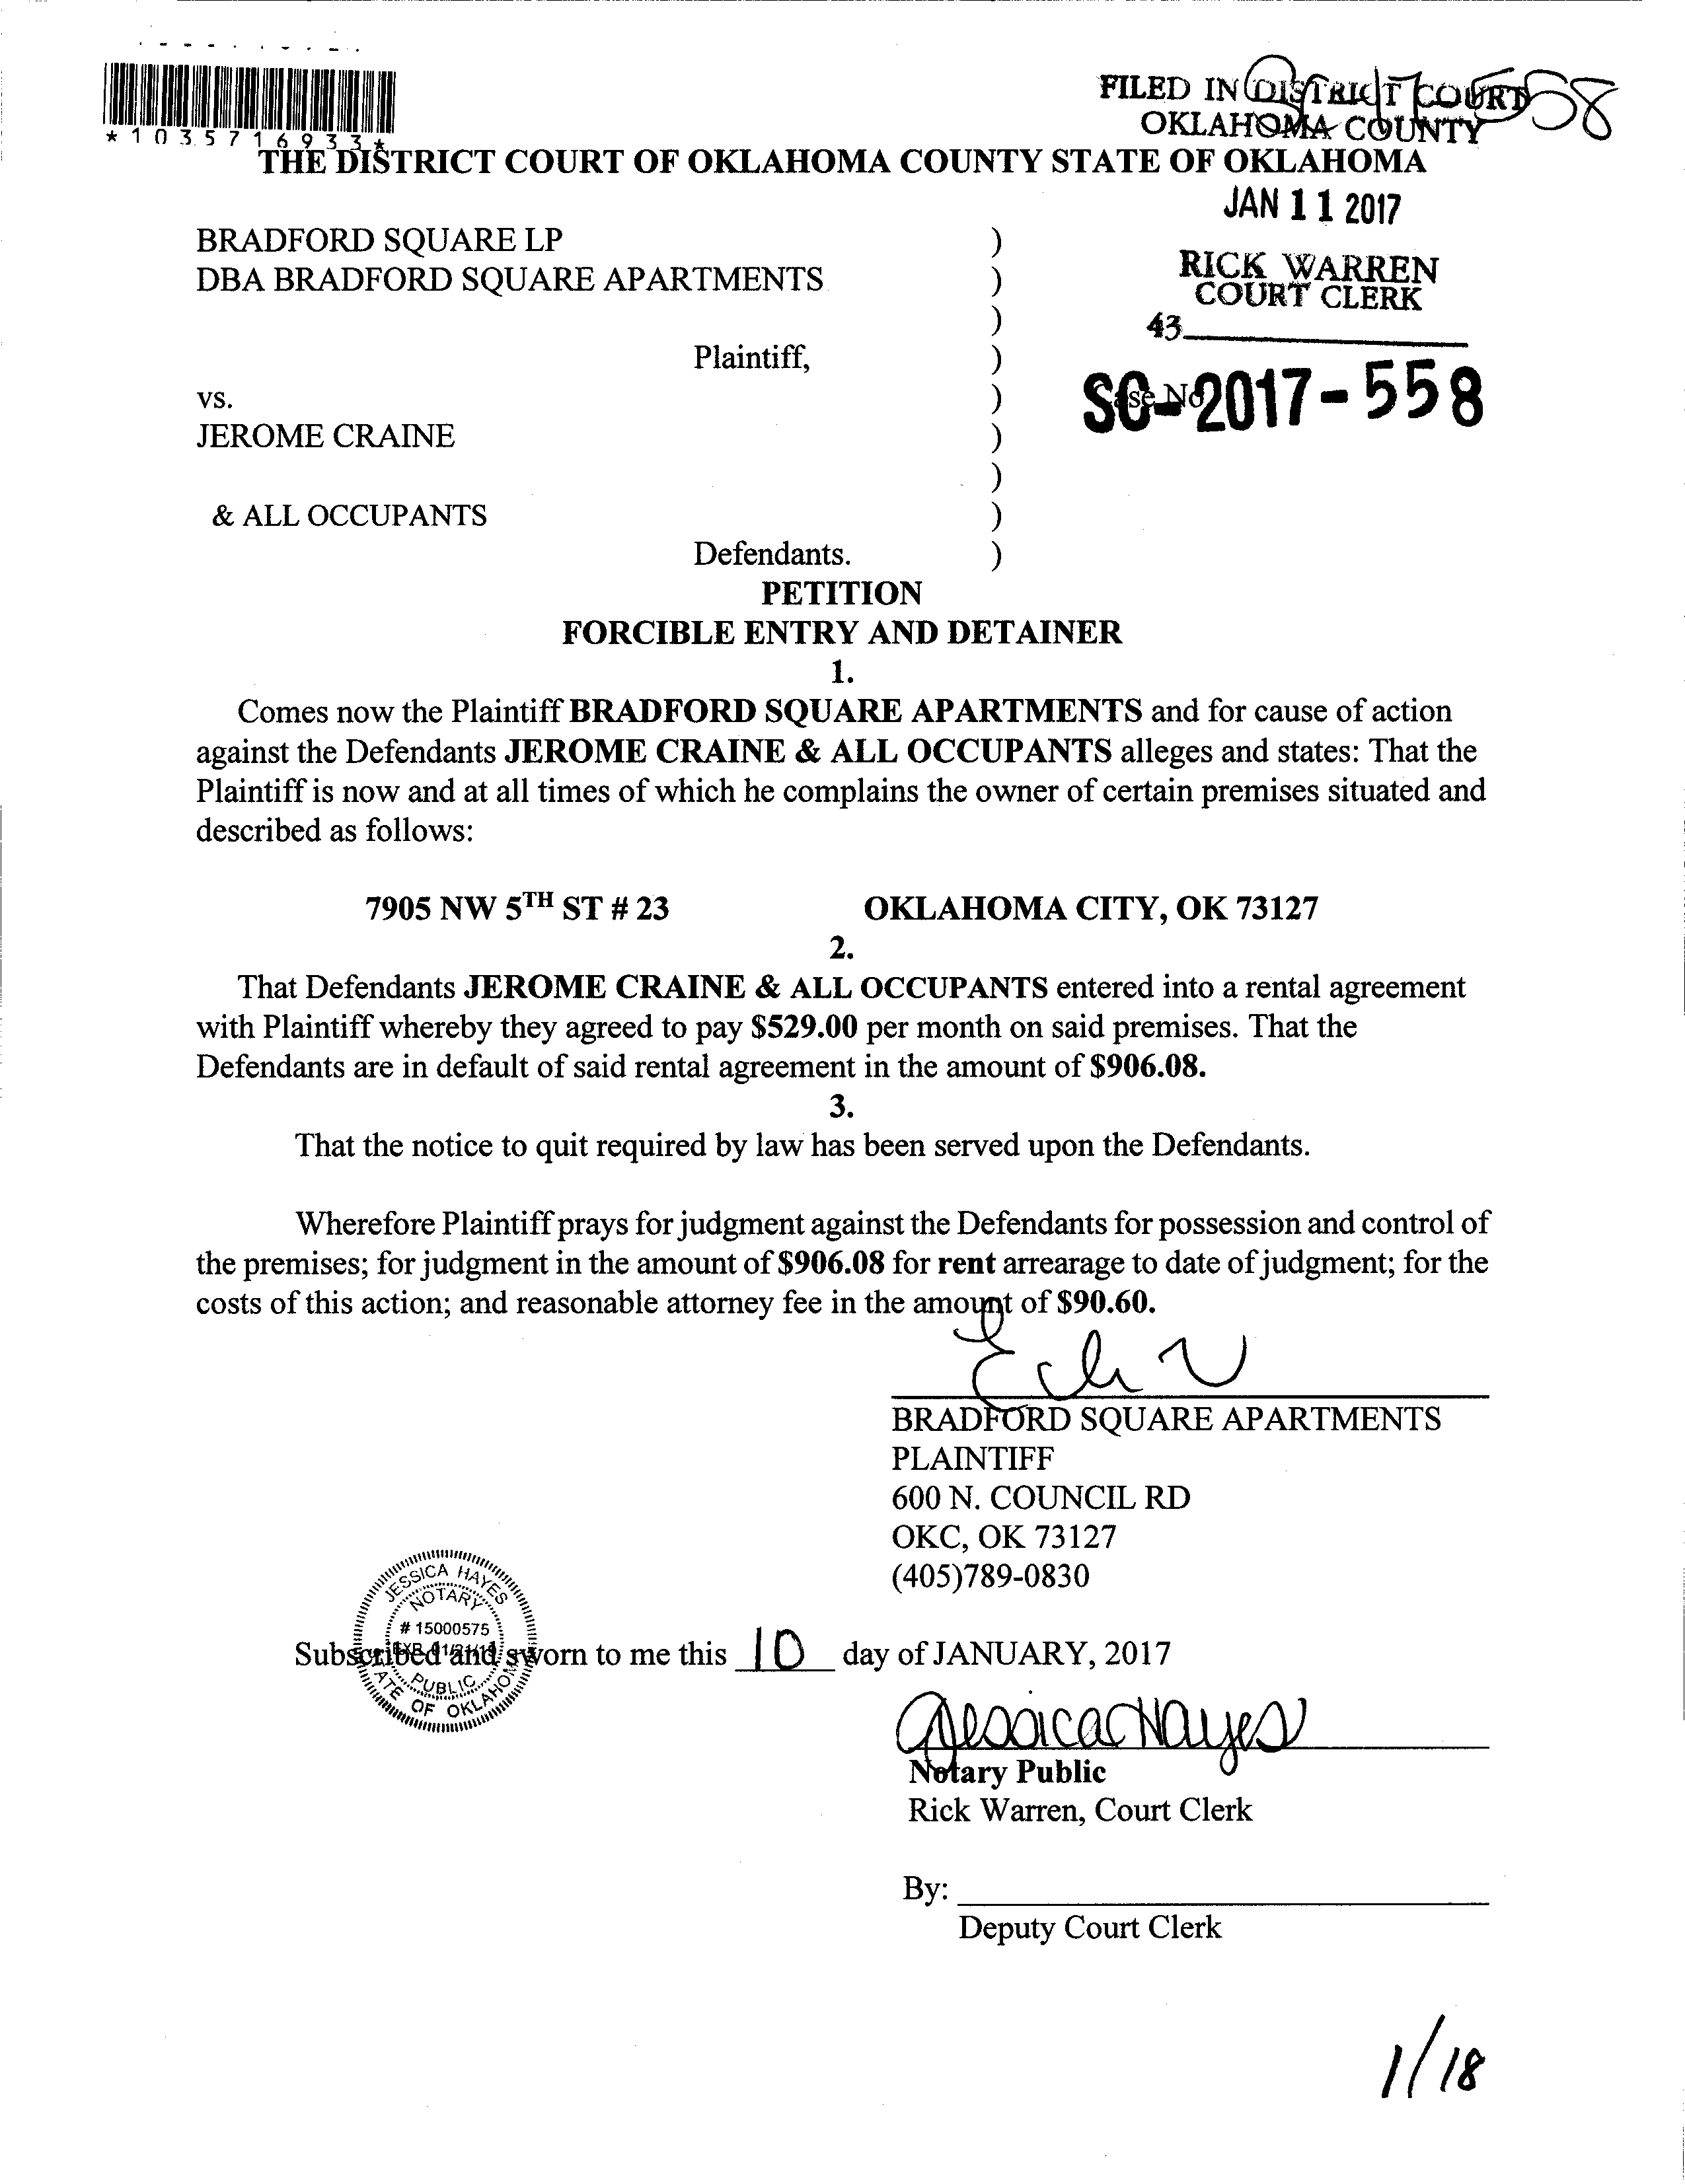 FILED IN DISTRICT COURT
OKLAHOMA COUNTY
*1035716933*
THE DISTRICT COURT OF OKLAHOMA COUNTY STATE OF OKLAHOMA
JAN 11 2017
BRADFORD SQUARE LP )
DBA BRADFORD SQUARE APARTMENTS )
RICK WARREN
COURT CLERK
)
43
Plaintiff, )
vs. )
Case No
SC-2017-558
JEROME CRAINE )
)
& ALL OCCUPANTS )
Defendants. )
PETITION
FORCIBLE ENTRY AND DETAINER
1.
Comes now the Plaintiff BRADFORD SQUARE APARTMENTS and for cause of action
against the Defendants JEROME CRAINE & ALL OCCUPANTS alleges and states: That the
Plaintiff is now and at all times of which he complains the owner of certain premises situated and
described as follows:
7905 NW 5TH ST # 23 OKLAHOMA CITY, OK 73127
2.
That Defendants JEROME CRAINE & ALL OCCUPANTS entered into a rental agreement
with Plaintiff whereby they agreed to pay $529.00 per month on said premises. That the
Defendants are in default of said rental agreement in the amount of $906.08.
3.
That the notice to quit required by law has been served upon the Defendants.
Wherefore Plaintiff prays for judgment against the Defendants for possession and control of
the premises; for judgment in the amount of $906.08 for rent arrearage to date of judgment; for the
costs of this action; and reasonable attorney fee in the amount of $90.60.
BRADFORD SQUARE APARTMENTS
PLAINTIFF
600 N. COUNCIL RD
OKC, OK 73127
(405)789-0830
JESSICA HAYES
NOTARY
# 15000575
PUBLIC
OF OKLAHOMA
Subscribed and sworn to me this 10 day of JANUARY, 2017
Jessica Hayes
Notary Public
Rick Warren, Court Clerk
By:
Deputy Court Clerk
1/18